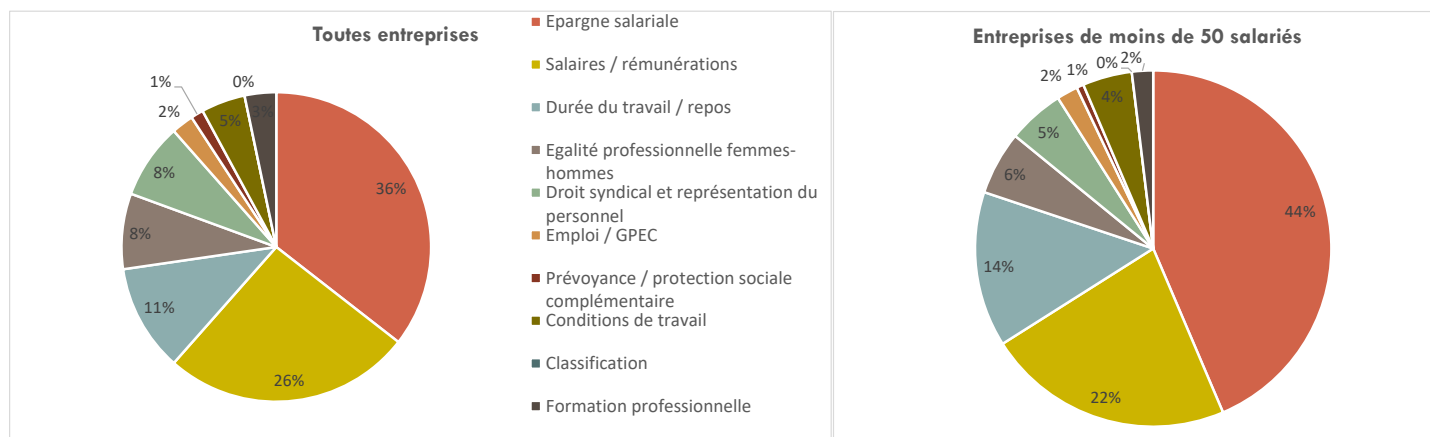 Toutes entreprises
36%
26%
11%
8%
8%
2%
1%
5%
0%
3%
Epargne salariale
Salaires / rémunérations
Durée du travail / repos
Egalité professionnelle femmes-
hommes
Droit syndical et représentation du
personnel
Emploi / GPEC
Prévoyance / protection sociale
complémentaire
Conditions de travail
Classification
Formation professionnelle
Entreprises de moins de 50 salariés
44%
22%
14%
6%
5%
2%
1%
4%
0%
2%